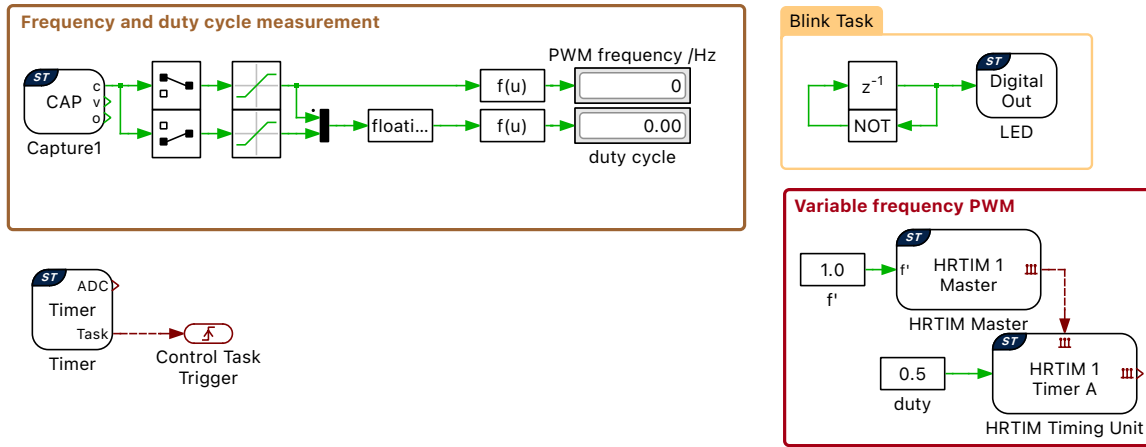 Frequency and duty cycle measurement
ST
CAP
C
V
O
Capture1
f(u)
PWM frequency /Hz
0
floati...
f(u)
0.00
duty cycle
ST
Timer
ADC
Task
Timer
Control Task
Trigger
Blink Task
z-1
NOT
ST
Digital
Out
LED
Variable frequency PWM
1.0
f'
ST
f'
HRTIM 1
Master
HRTIM Master
0.5
duty
ST
HRTIM 1
Timer A
HRTIM Timing Unit